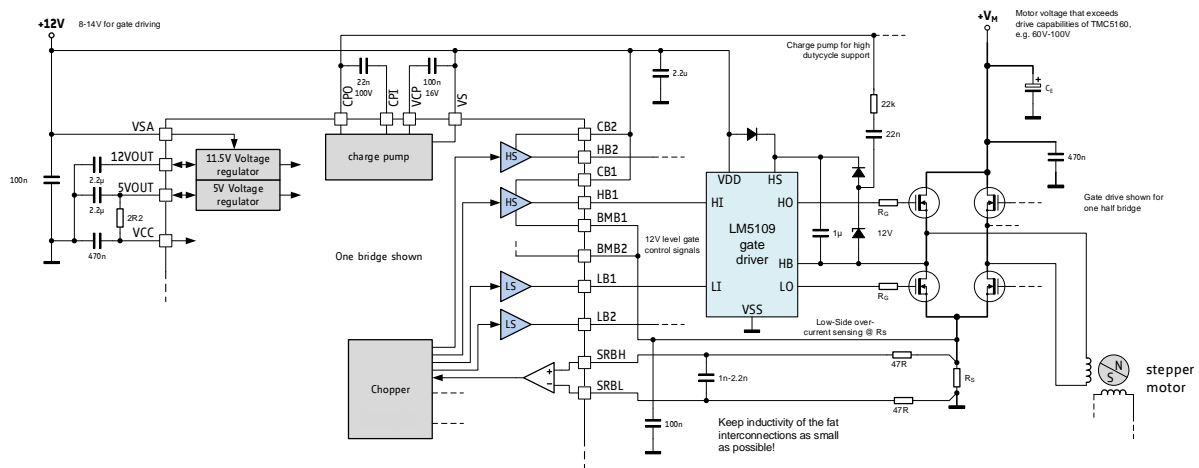 +12V
8-14V for gate driving
+VM
Motor voltage that exceeds
drive capabilities of TMC5160,
e.g. 60V-100V
Charge pump for high
dutycycle support
2.2u
22n
100V
100n
16V
CPO
CPI
VCP
VS
CE
22k
22n
VSA
charge pump
CB2
12VOUT
11.5V Voltage
regulator
HS
HB2
470n
2.2µ
5VOUT
5V Voltage
regulator
CB1
VDD
HS
100n
2.2µ
HS
HB1
HI
HO
RG
Gate drive shown for
one half bridge
2R2
VCC
BMB1
LM5109
gate
driver
1µ
12V
470n
One bridge shown
BMB2
12V level gate
control signals
HB
LS
LB1
LI
LO
RG
LS
LB2
VSS
Low-Side over-
current sensing @ Rs
SRBH
47R
Chopper
+
−
1n-2.2n
RS
N
S
stepper
motor
SRBL
47R
100n
Keep inductivity of the fat
interconnections as small
as possible!